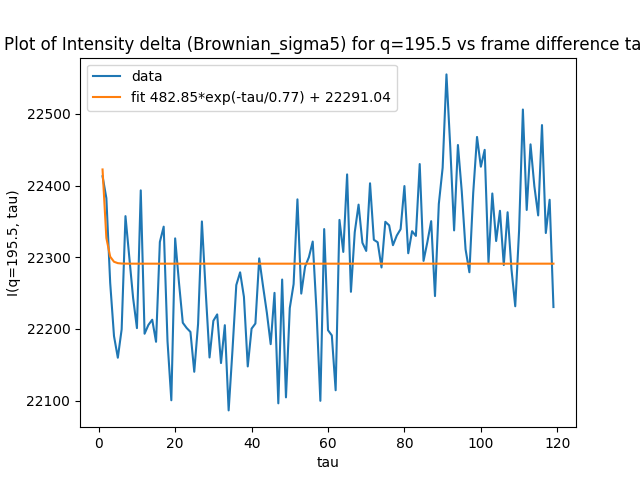 Plot of Intensity delta (Brownian_sigma5) for q=195.5 vs frame difference ta
data
fit 482.85*exp(-tau/0.77) + 22291.04
I(q=195.5, tau)
22500
22400
22300
22200
22100
0 20 40 60 80 100 120
tau